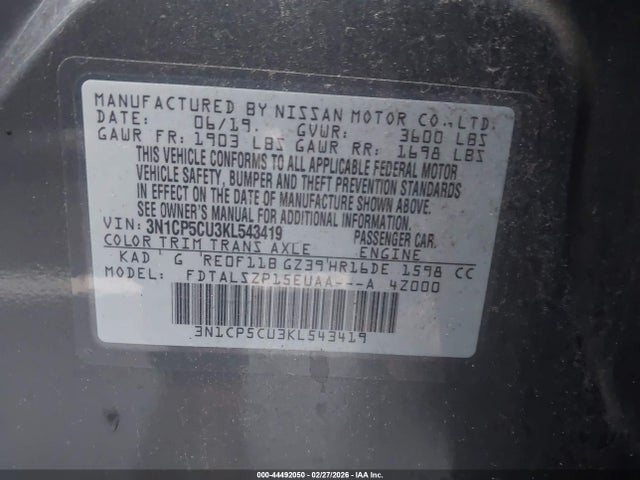 MANUFACTURED BY NISSAN MOTOR CO.,LTD.
DATE: 06/19. GVWR: 3600 LBS
GAWR FR: 1903 LBS GAWR RR: 1698 LBS
THIS VEHICLE CONFORMS TO ALL APPLICABLE FEDERAL MOTOR
VEHICLE SAFETY, BUMPER AND THEFT PREVENTION STANDARDS
IN EFFECT ON THE DATE OF MANUFACTURE SHOWN ABOVE.
SEE OWNER'S MANUAL FOR ADDITIONAL INFORMATION.
VIN: 3N1CP5CU3KL543419 PASSENGER CAR.
COLOR TRIM TRANS AXLE ENGINE
KAD G RE0F11B GZ39 HR16DE 1598 CC
MODEL: FDTALSZP15EUAA---A 42000
3N1CP5CU3KL543419
000-44492050 - 02/27/2026 - IAA Inc.